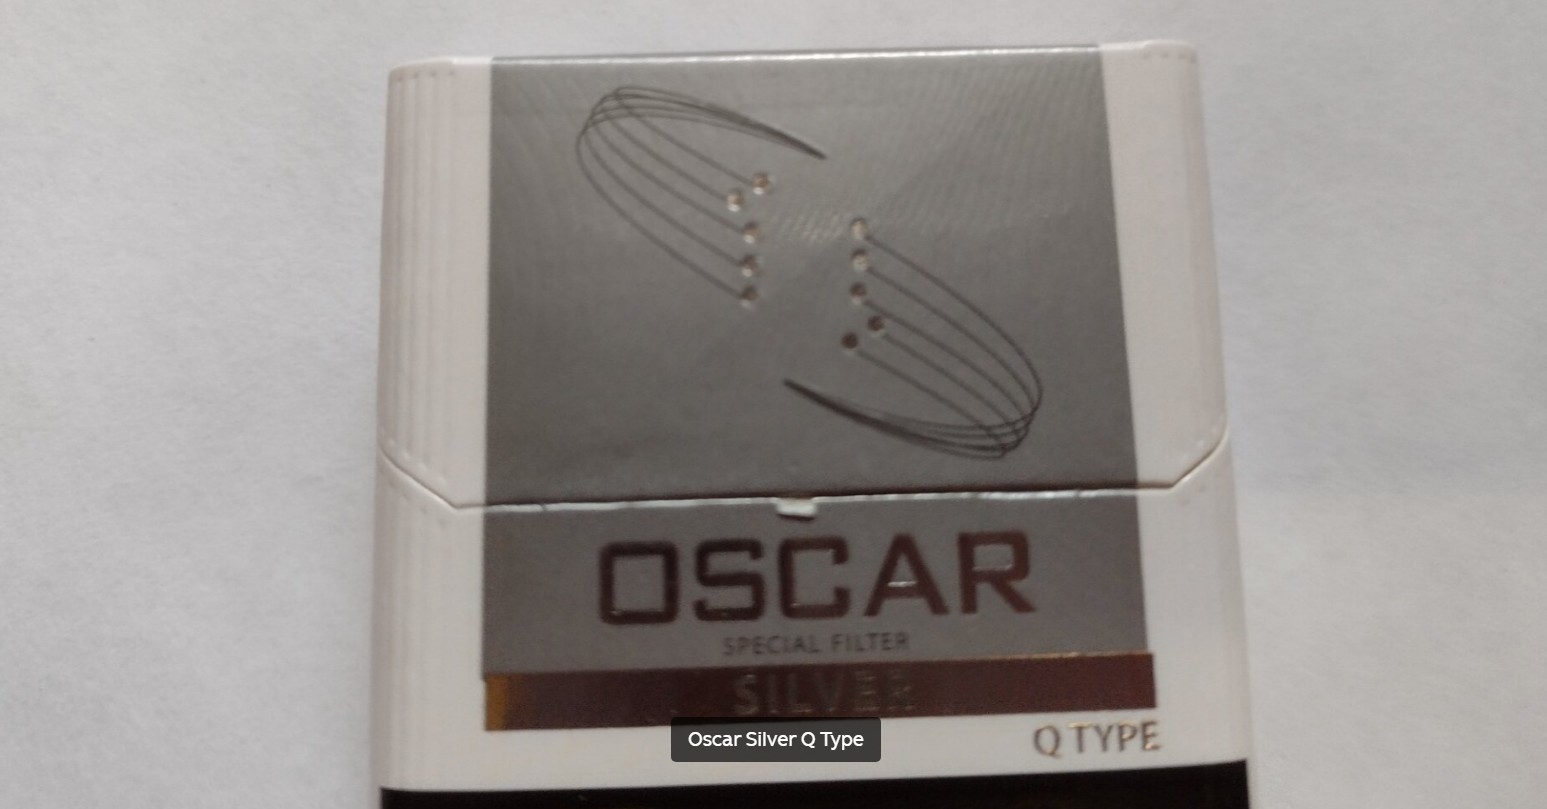 OSCAR
SPECIAL FILTER
SILVER
Q TYPE
Oscar Silver Q Type